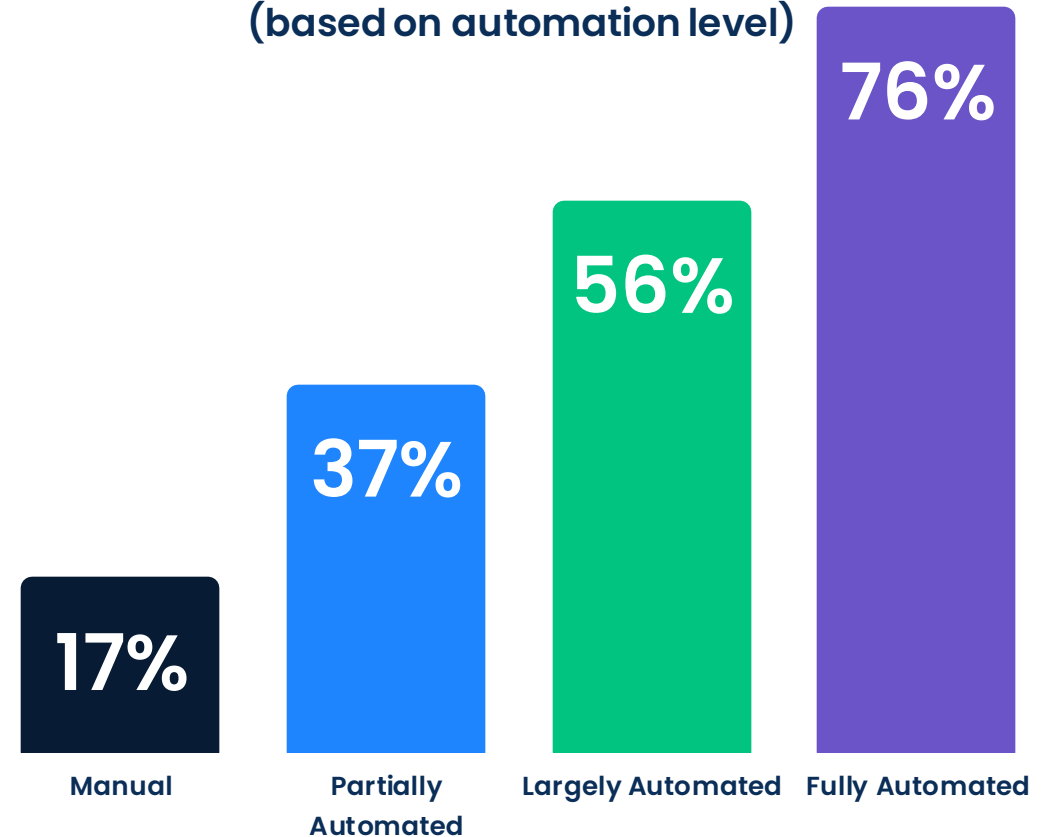 (based on automation level)
76%
56%
37%
17%
Manual
Partially
Automated
Largely Automated
Fully Automated